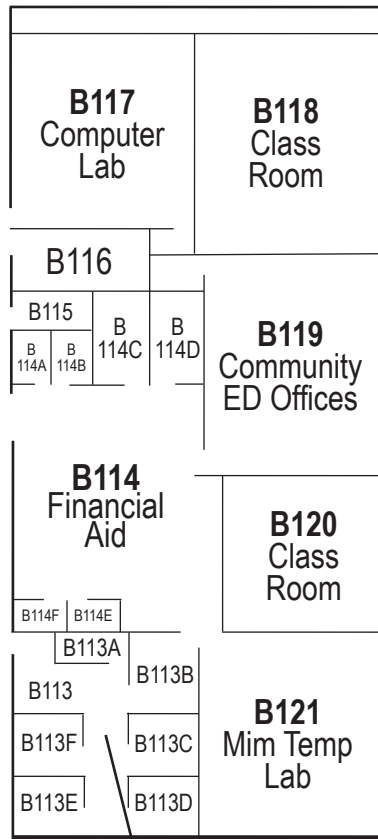 B117
Computer
Lab
B118
Class
Room
B116
B115
B
114A
B
114B
B
114C
B
114D
B119
Community
ED Offices
B114
Financial
Aid
B120
Class
Room
B114F
B114E
B113A
B113
B113B
B113F
B113C
B121
Mim Temp
Lab
B113E
B113D